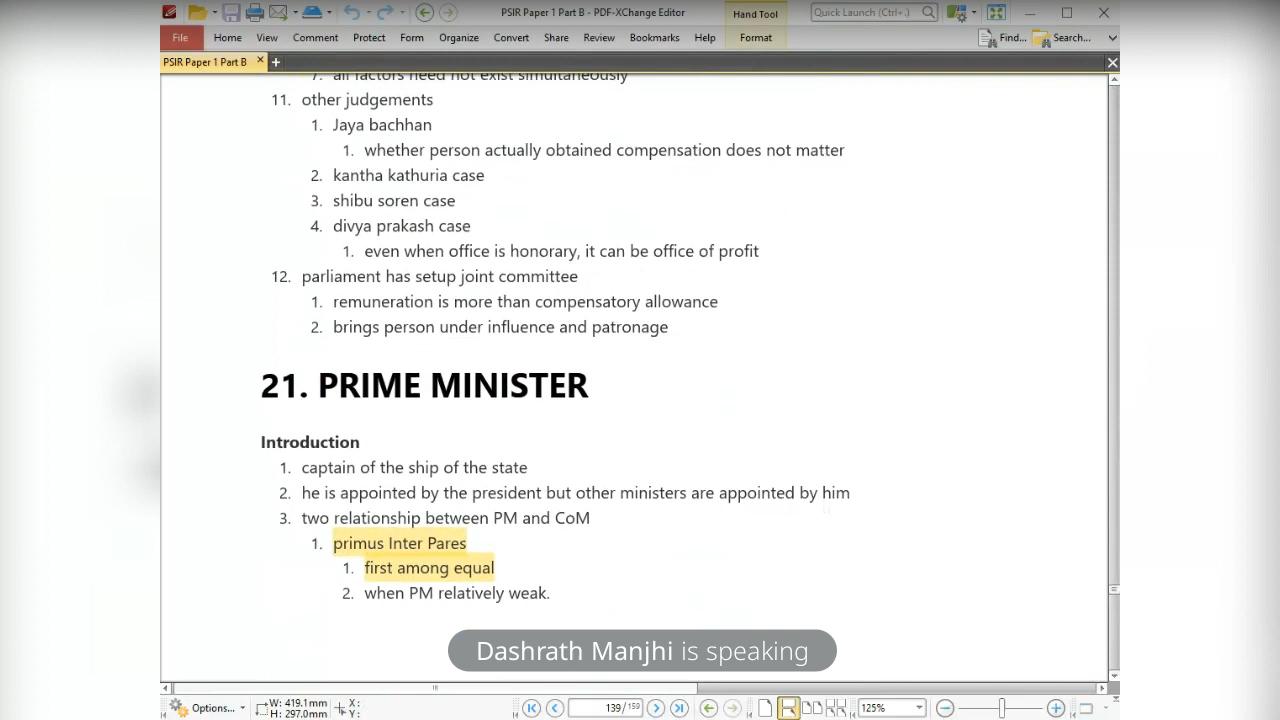 PSIR Paper 1 Part B - PDF-XChange Editor
Hand Tool
Quick Launch (Ctrl+.)
File Home View Comment Protect Form Organize Convert Share Review Bookmarks Help Format Find... Search...
PSIR Paper 1 Part B
7. all factors need not exist simultaneously
11. other judgements
1. Jaya bachhan
1. whether person actually obtained compensation does not matter
2. kantha kathuria case
3. shibu soren case
4. divya prakash case
1. even when office is honorary, it can be office of profit
12. parliament has setup joint committee
1. remuneration is more than compensatory allowance
2. brings person under influence and patronage
21. PRIME MINISTER
Introduction
1. captain of the ship of the state
2. he is appointed by the president but other ministers are appointed by him
3. two relationship between PM and CoM
1. primus Inter Pares
1. first among equal
2. when PM relatively weak.
Dashrath Manjhi is speaking
Options...
W: 419.1mm
H: 297.0mm
X:
Y:
139 / 159
125%